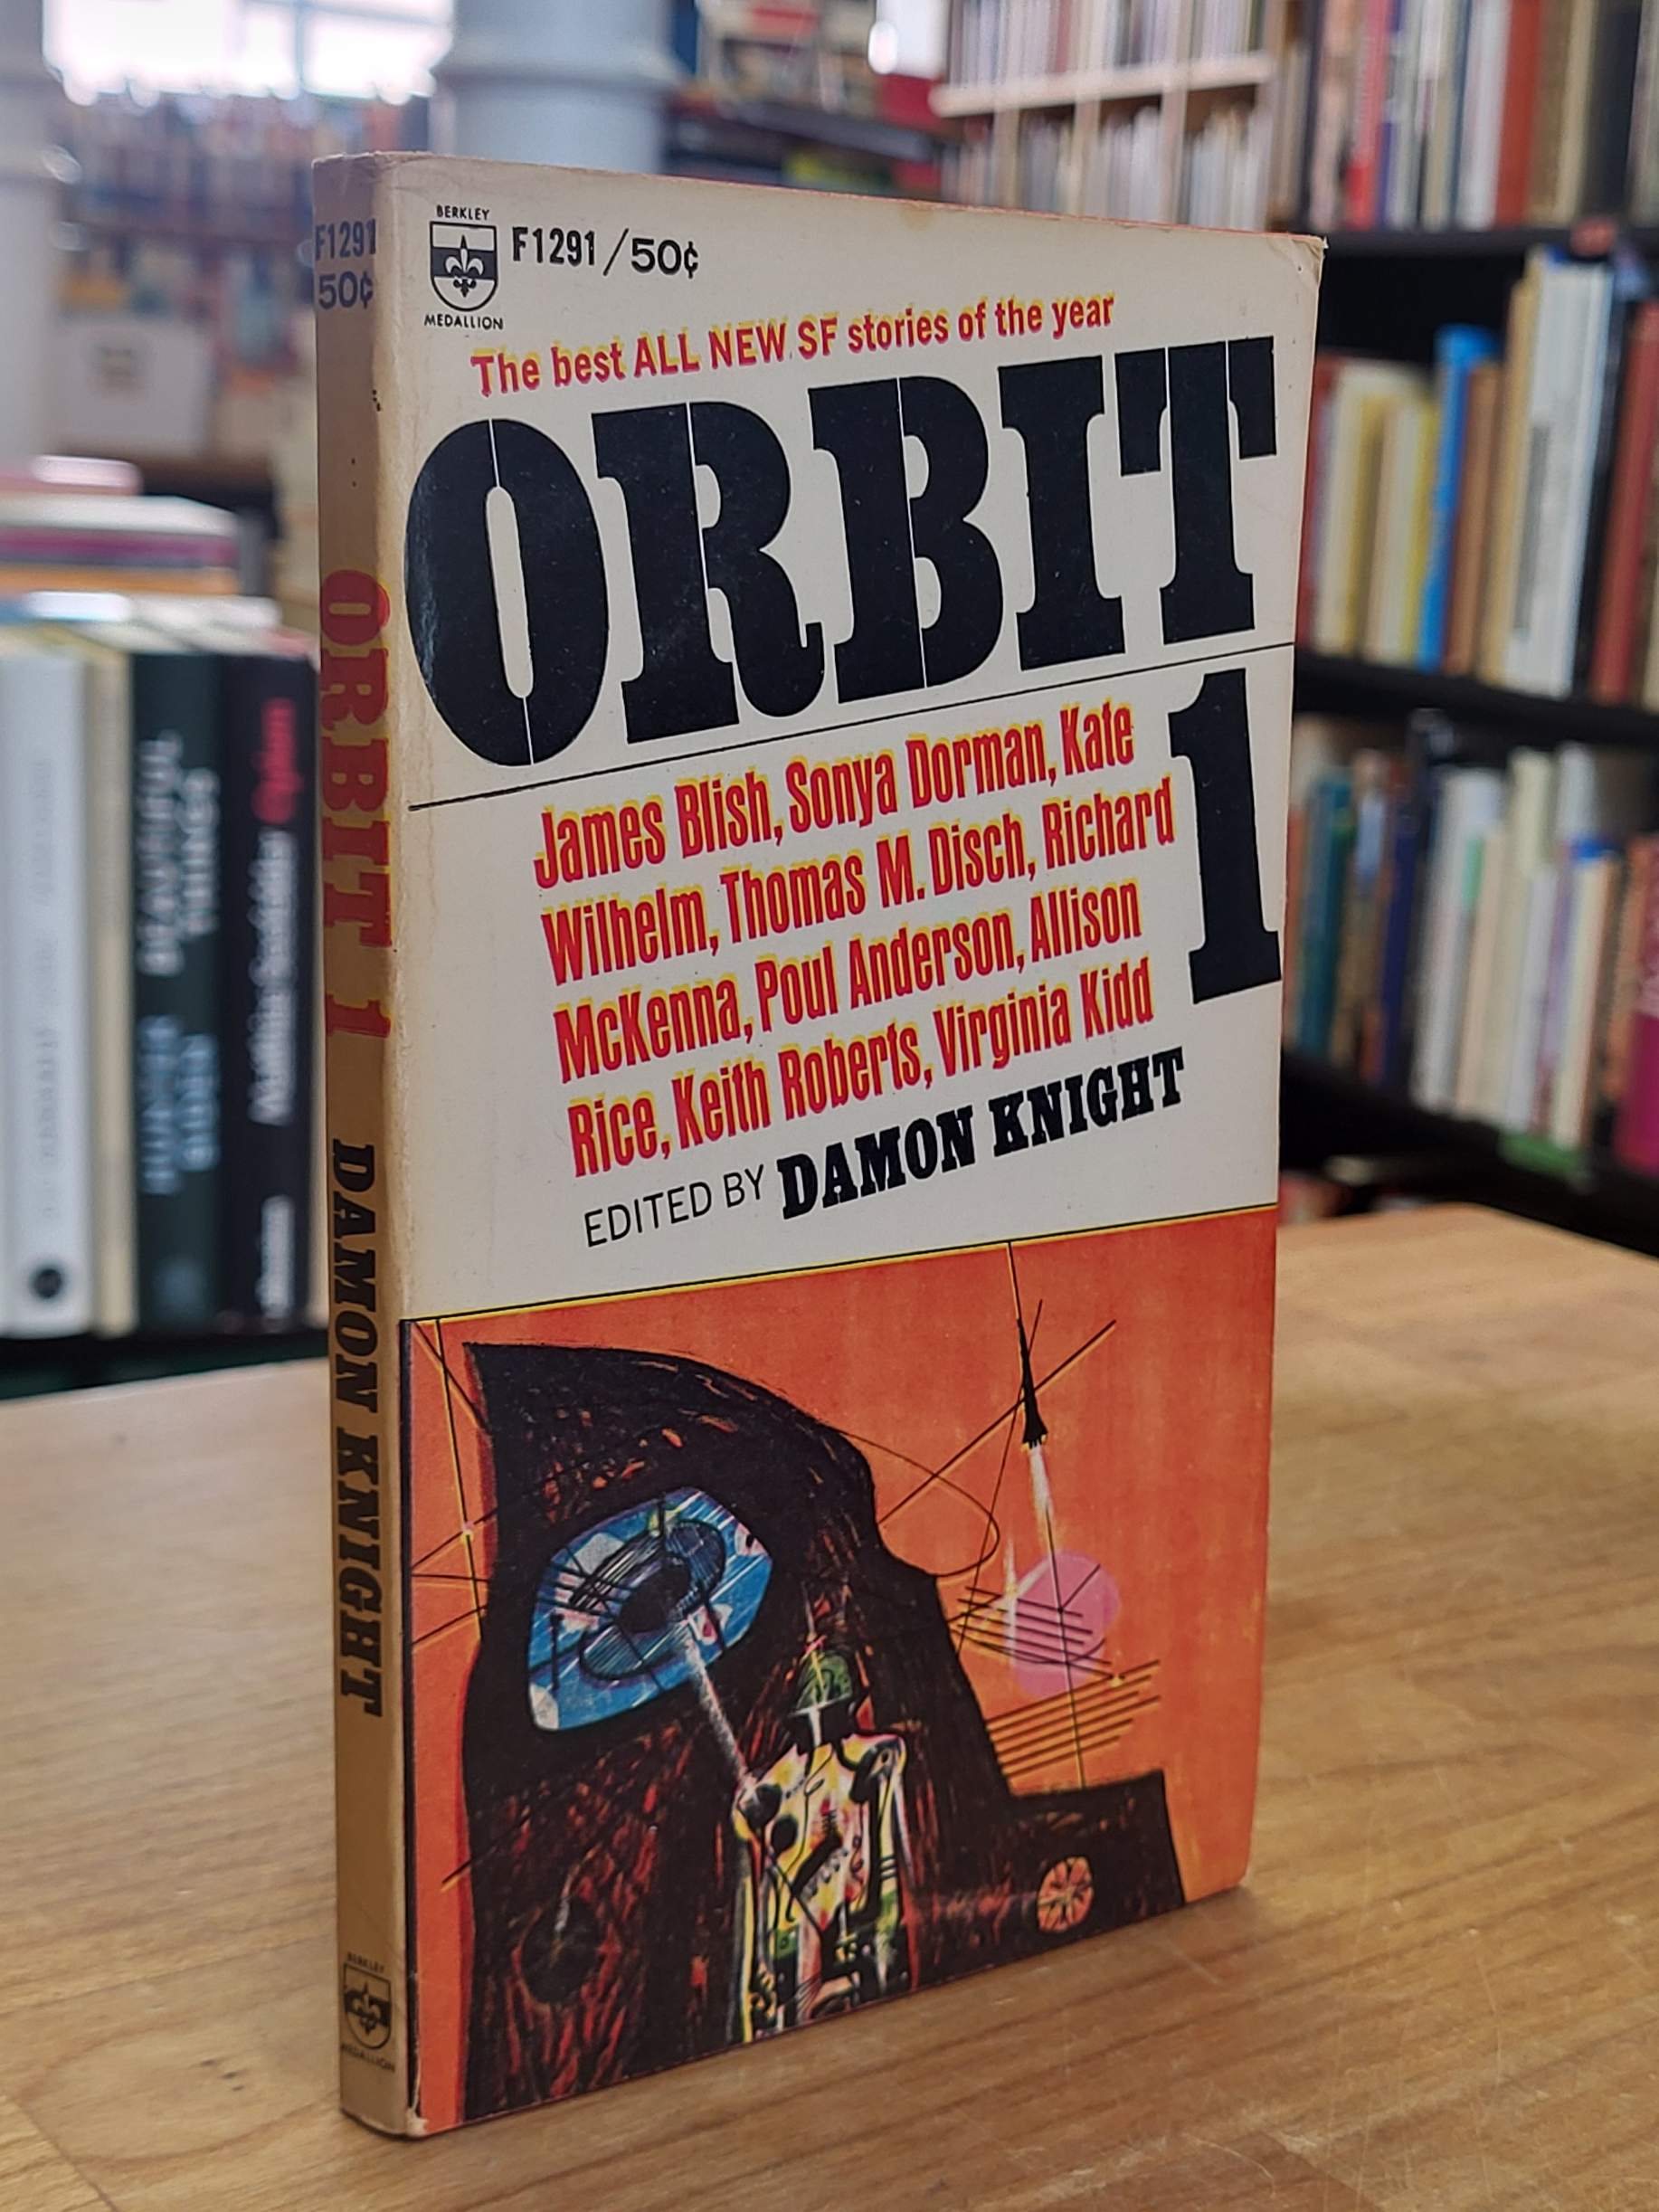 BERKLEY
MEDALLION
F1291/50¢
The best ALL NEW SF stories of the year
ORBIT
1
James Blish, Sonya Dorman, Kate
Wilhelm, Thomas M. Disch, Richard
McKenna, Poul Anderson, Allison
Rice, Keith Roberts, Virginia Kidd
EDITED BY DAMON KNIGHT
F1291
50¢
ORBIT 1
DAMON KNIGHT
BERKLEY
MEDALLION